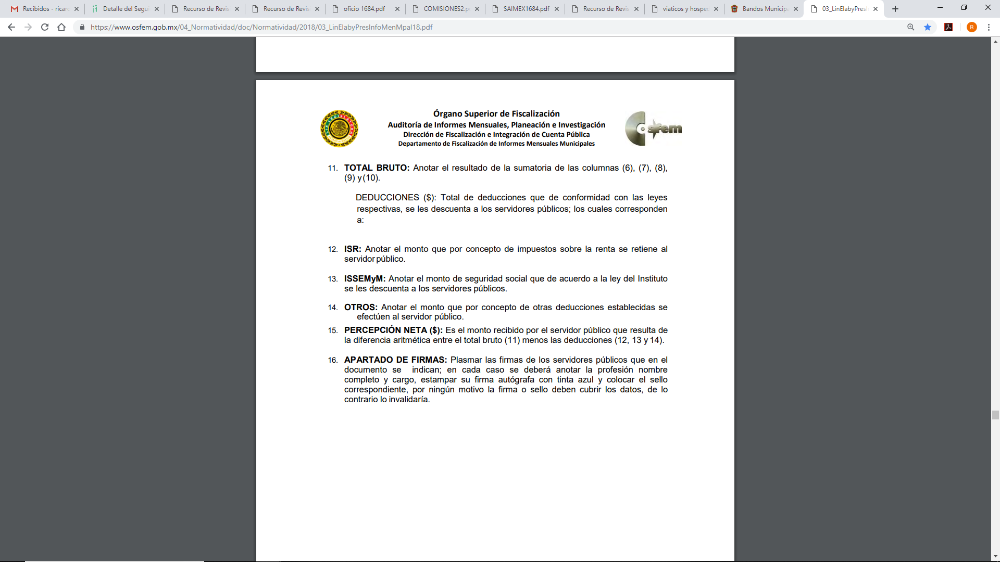 Recibidos - ricar
Detalle del Segui
Recurso de Revis
Recurso de Revis
oficio 1684.pdf
COMISIONES2.p
SAIMEX1684.pdf
Recurso de Revis
viaticos y hosped
Bandos Municipa
03_LinElabyPresI
https://www.osfem.gob.mx/04_Normatividad/doc/Normatividad/2018/03_LinElabyPresInfoMenMpal18.pdf
R
Órgano Superior de Fiscalización
Auditoría de Informes Mensuales, Planeación e Investigación
Dirección de Fiscalización e Integración de Cuenta Pública
Departamento de Fiscalización de Informes Mensuales Municipales
LIX LEGISLATURA
osfem
11. TOTAL BRUTO: Anotar el resultado de la sumatoria de las columnas (6), (7), (8),
(9) y (10).
DEDUCCIONES ($): Total de deducciones que de conformidad con las leyes
respectivas, se les descuenta a los servidores públicos; los cuales corresponden
a:
12. ISR: Anotar el monto que por concepto de impuestos sobre la renta se retiene al
servidor público.
13. ISSEMyM: Anotar el monto de seguridad social que de acuerdo a la ley del Instituto
se les descuenta a los servidores públicos.
14. OTROS: Anotar el monto que por concepto de otras deducciones establecidas se
efectúen al servidor público.
15. PERCEPCIÓN NETA ($): Es el monto recibido por el servidor público que resulta de
la diferencia aritmética entre el total bruto (11) menos las deducciones (12, 13 y 14).
16. APARTADO DE FIRMAS: Plasmar las firmas de los servidores públicos que en el
documento se indican; en cada caso se deberá anotar la profesión nombre
completo y cargo, estampar su firma autógrafa con tinta azul y colocar el sello
correspondiente, por ningún motivo la firma o sello deben cubrir los datos, de lo
contrario lo invalidaría.